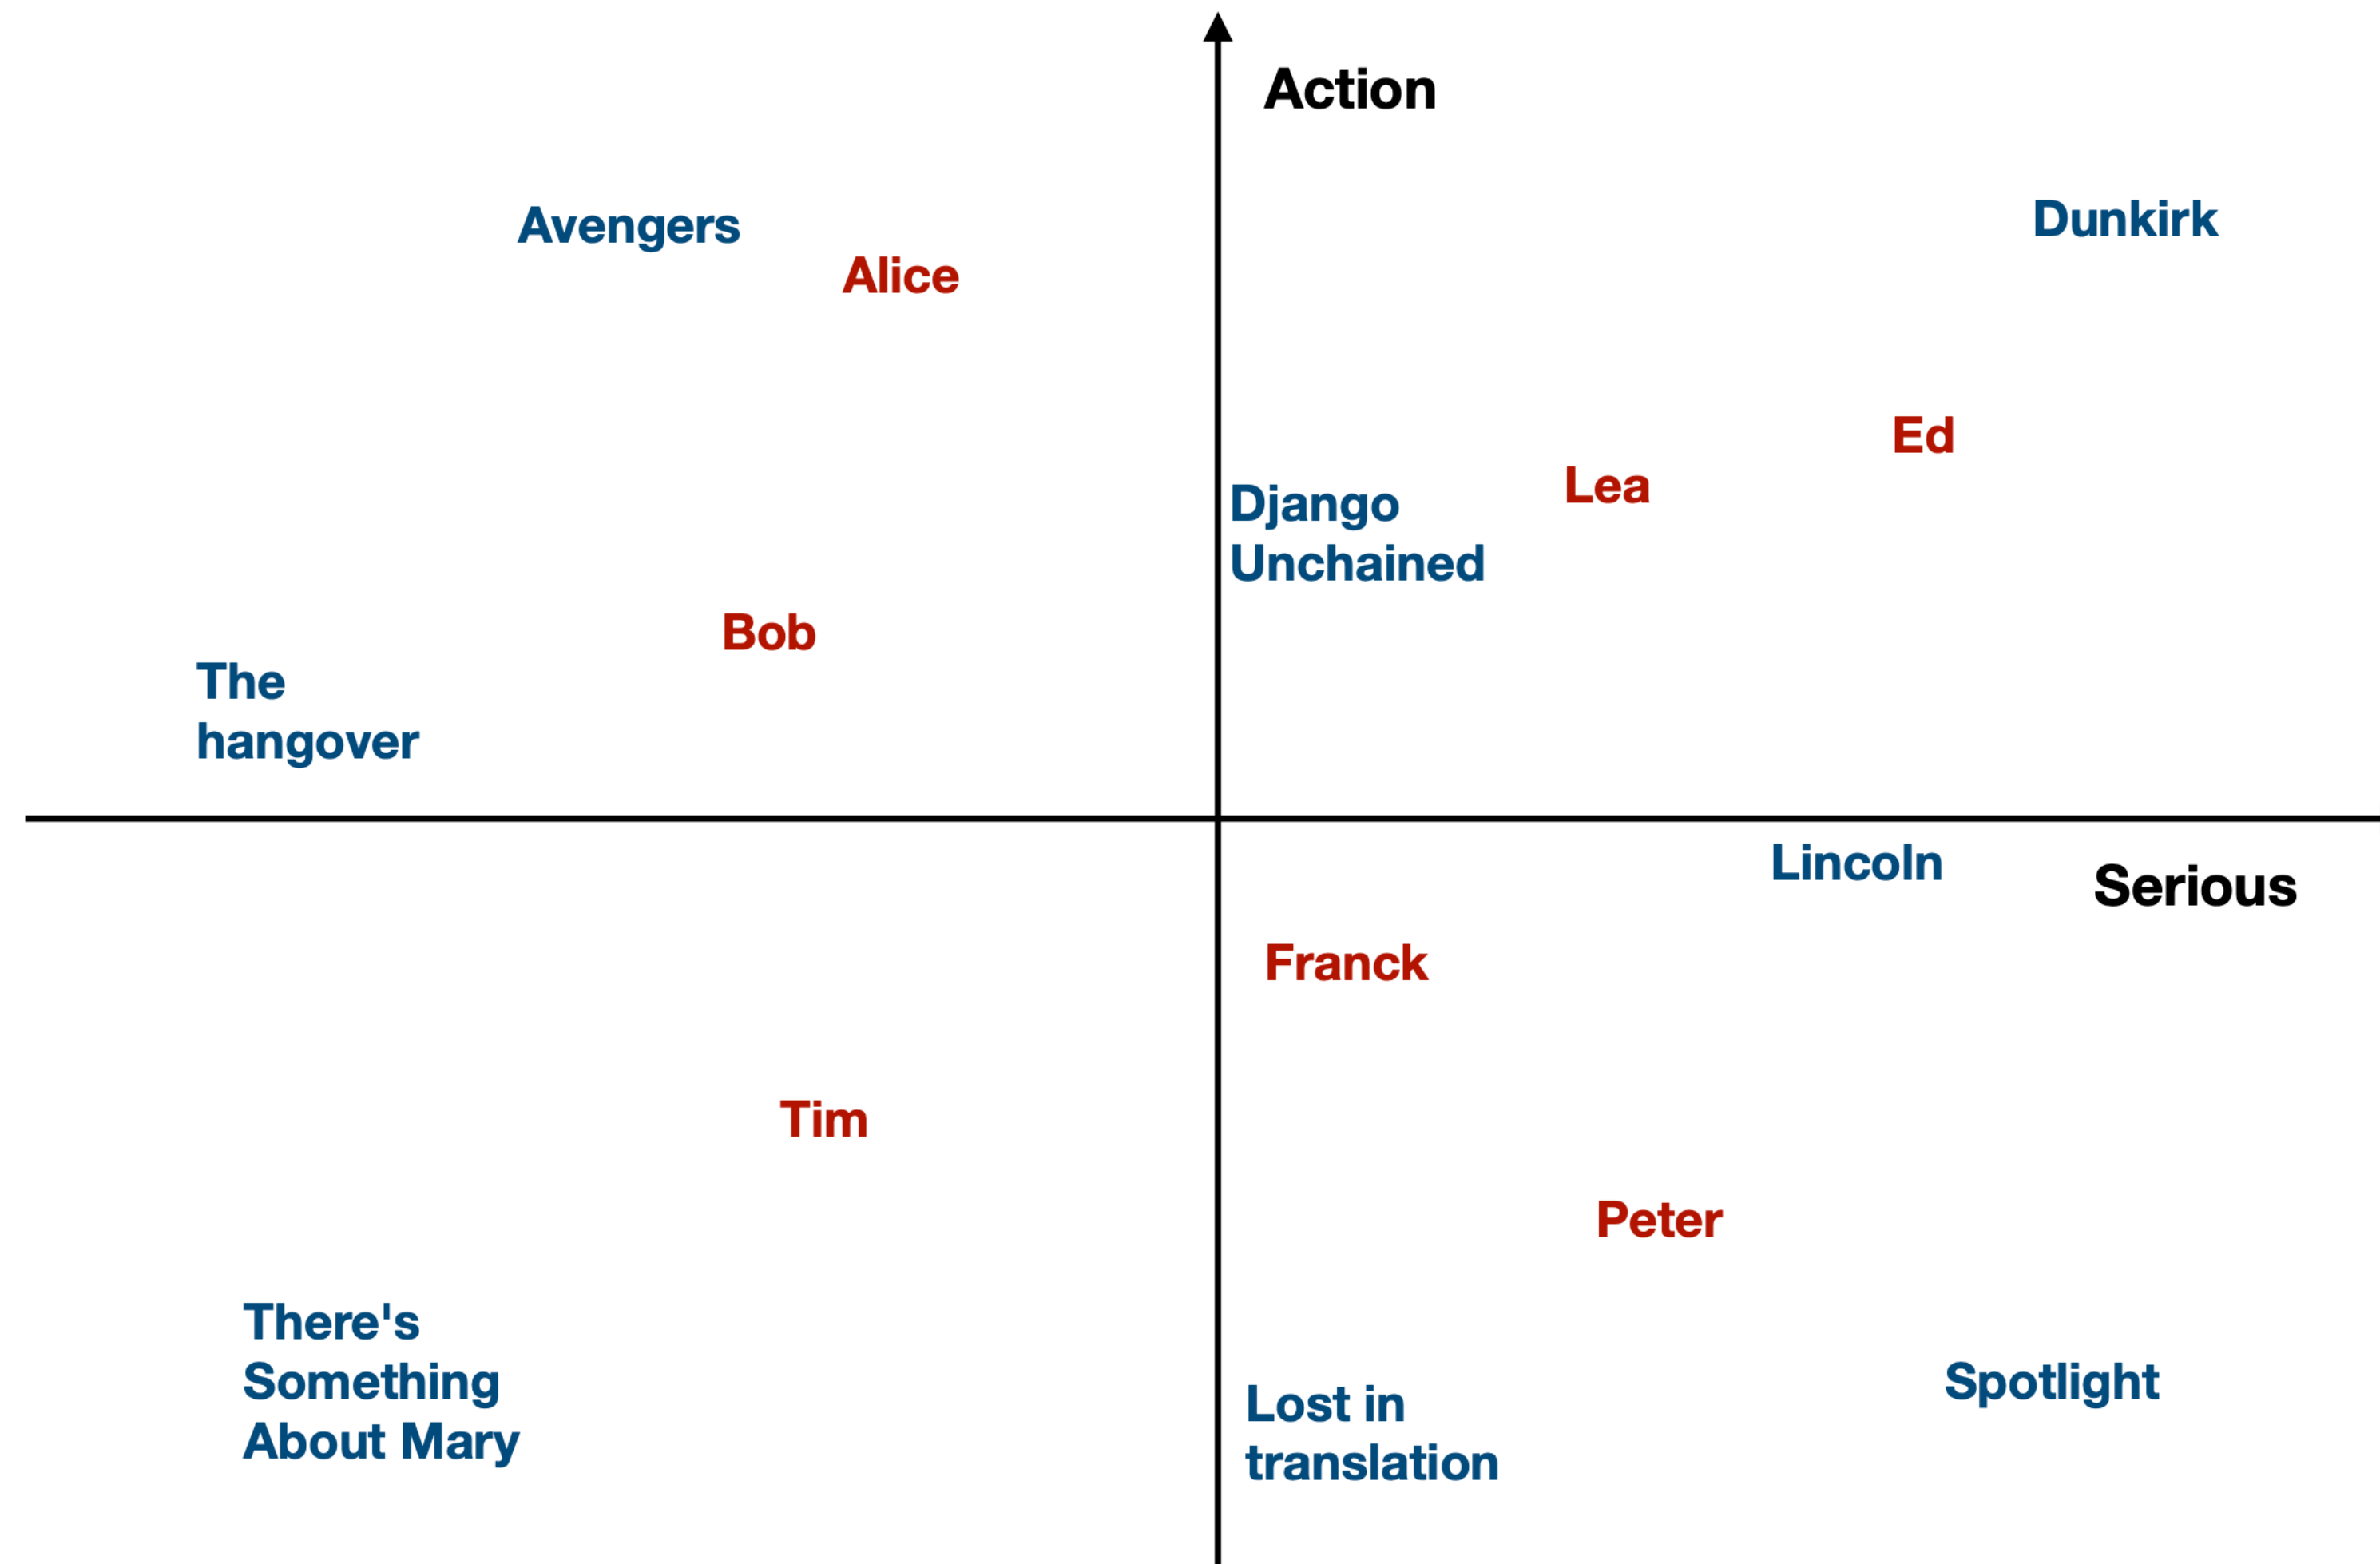 Action
Avengers
Dunkirk
Alice
Ed
Lea
Django
Unchained
Bob
The
hangover
Lincoln
Serious
Franck
Tim
Peter
There's
Something
About Mary
Spotlight
Lost in
translation